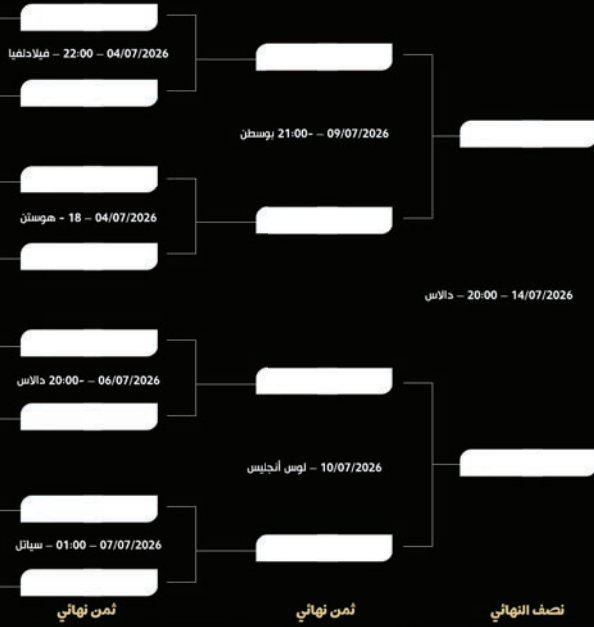 04/07/2026 – 22:00 – فيلادلفيا
09/07/2026 – -21:00 بوسطن
04/07/2026 – 18 - هوستن
14/07/2026 – 20:00 – دالاس
06/07/2026 – -20:00 دالاس
10/07/2026 – لوس أنجليس
07/07/2026 – 01:00 – سياتل
نصف النهائي
ثمن نهائي
ثمن نهائي